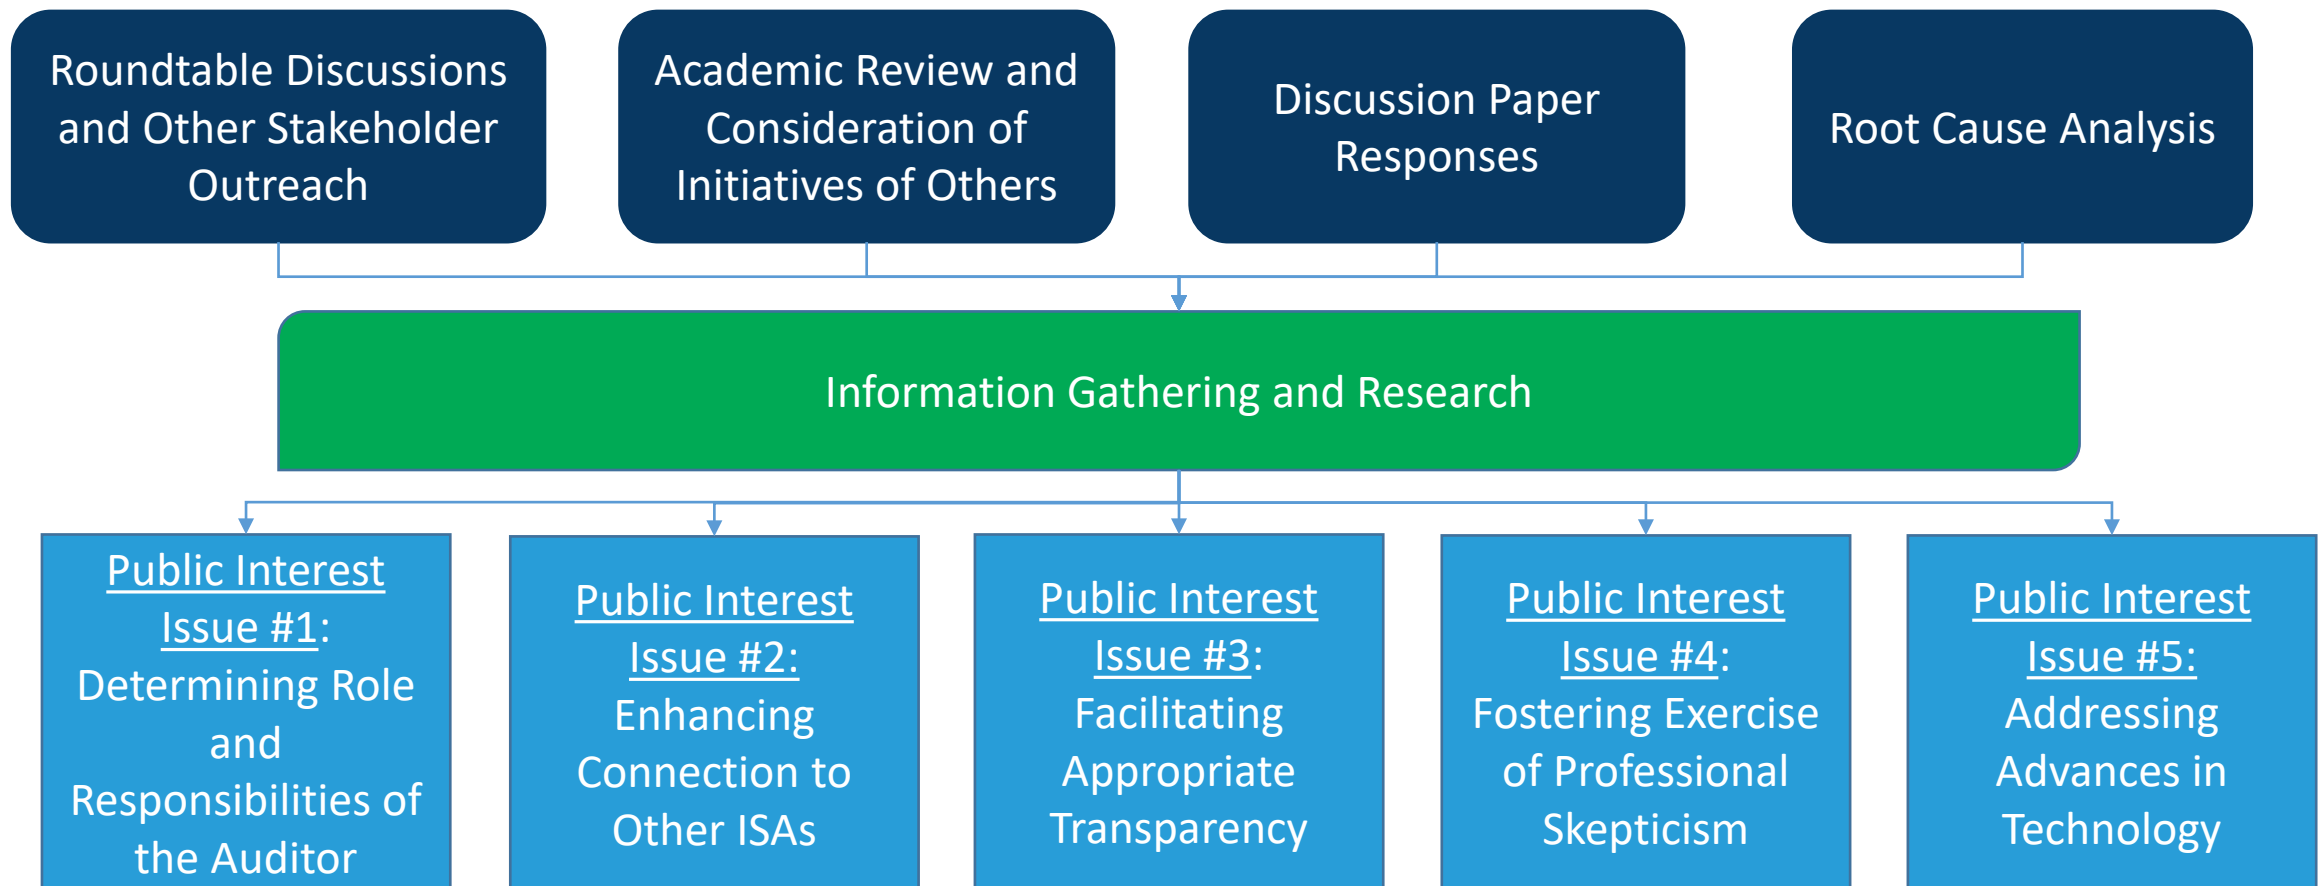 Roundtable Discussions
and Other Stakeholder
Outreach
Academic Review and
Consideration of
Initiatives of Others
Discussion Paper
Responses
Root Cause Analysis
Information Gathering and Research
Public Interest
Issue #1:
Determining Role
and
Responsibilities of
the Auditor
Public Interest
Issue #2:
Enhancing
Connection to
Other ISAs
Public Interest
Issue #3:
Facilitating
Appropriate
Transparency
Public Interest
Issue #4:
Fostering Exercise
of Professional
Skepticism
Public Interest
Issue #5:
Addressing
Advances in
Technology